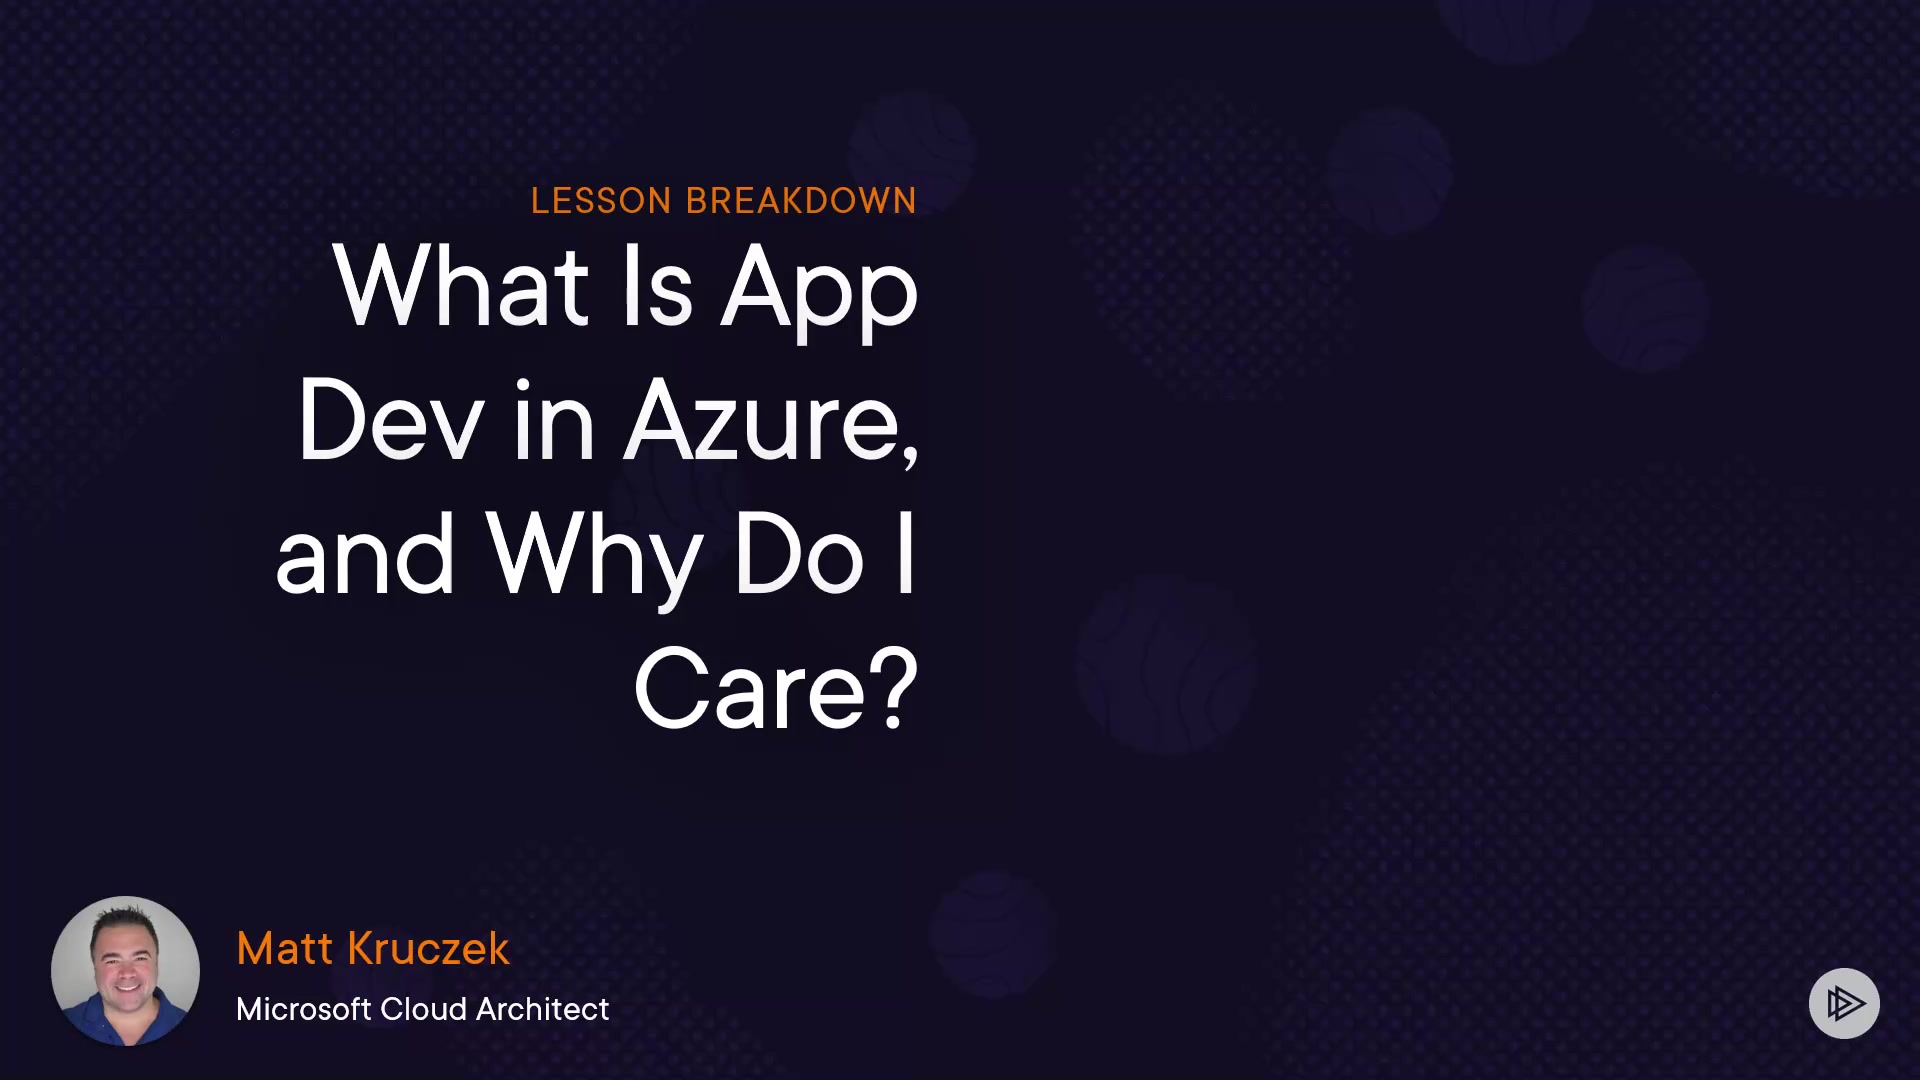 LESSON BREAKDOWN
What Is App
Dev in Azure,
and Why Do I
Care?
Matt Kruczek
Microsoft Cloud Architect